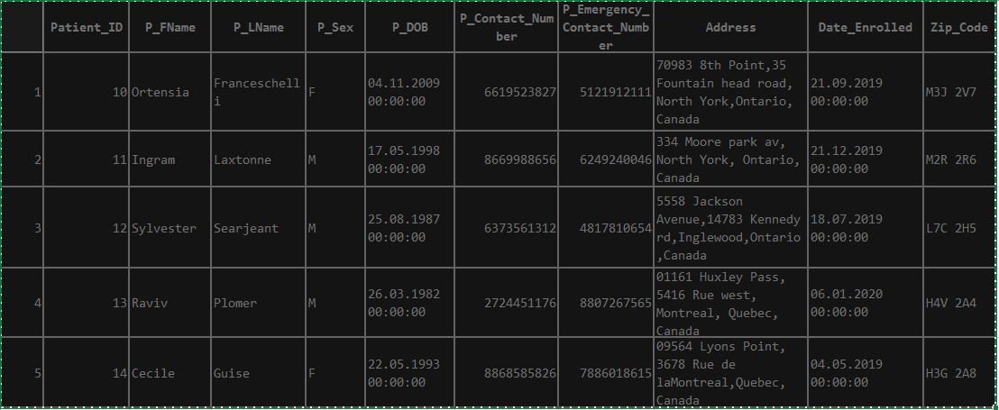 Patient_ID P_FName P_LName P_Sex P_DOB P_Contact_Num
ber P_Emergency_
Contact_Numb
er Address Date_Enrolled Zip_Code
1 10 Ortensia Franceschell
i F 04.11.2009
00:00:00 6619523827 5121912111 70983 8th Point,35
Fountain head road,
North York,Ontario,
Canada 21.09.2019
00:00:00 M3J 2V7
2 11 Ingram Laxtonne M 17.05.1998
00:00:00 8669988656 6249240046 334 Moore park av,
North York, Ontario,
Canada 21.12.2019
00:00:00 M2R 2R6
3 12 Sylvester Searjeant M 25.08.1987
00:00:00 6373561312 4817810654 5558 Jackson
Avenue,14783 Kennedy
rd,Inglewood,Ontario
,Canada 18.07.2019
00:00:00 L7C 2H5
4 13 Raviv Plomer M 26.03.1982
00:00:00 2724451176 8807267565 01161 Huxley Pass,
5416 Rue west,
Montreal, Quebec,
Canada 06.01.2020
00:00:00 H4V 2A4
5 14 Cecile Guise F 22.05.1993
00:00:00 8868585826 7886018615 09564 Lyons Point,
3678 Rue de
laMontreal,Quebec,
Canada 04.05.2019
00:00:00 H3G 2A8